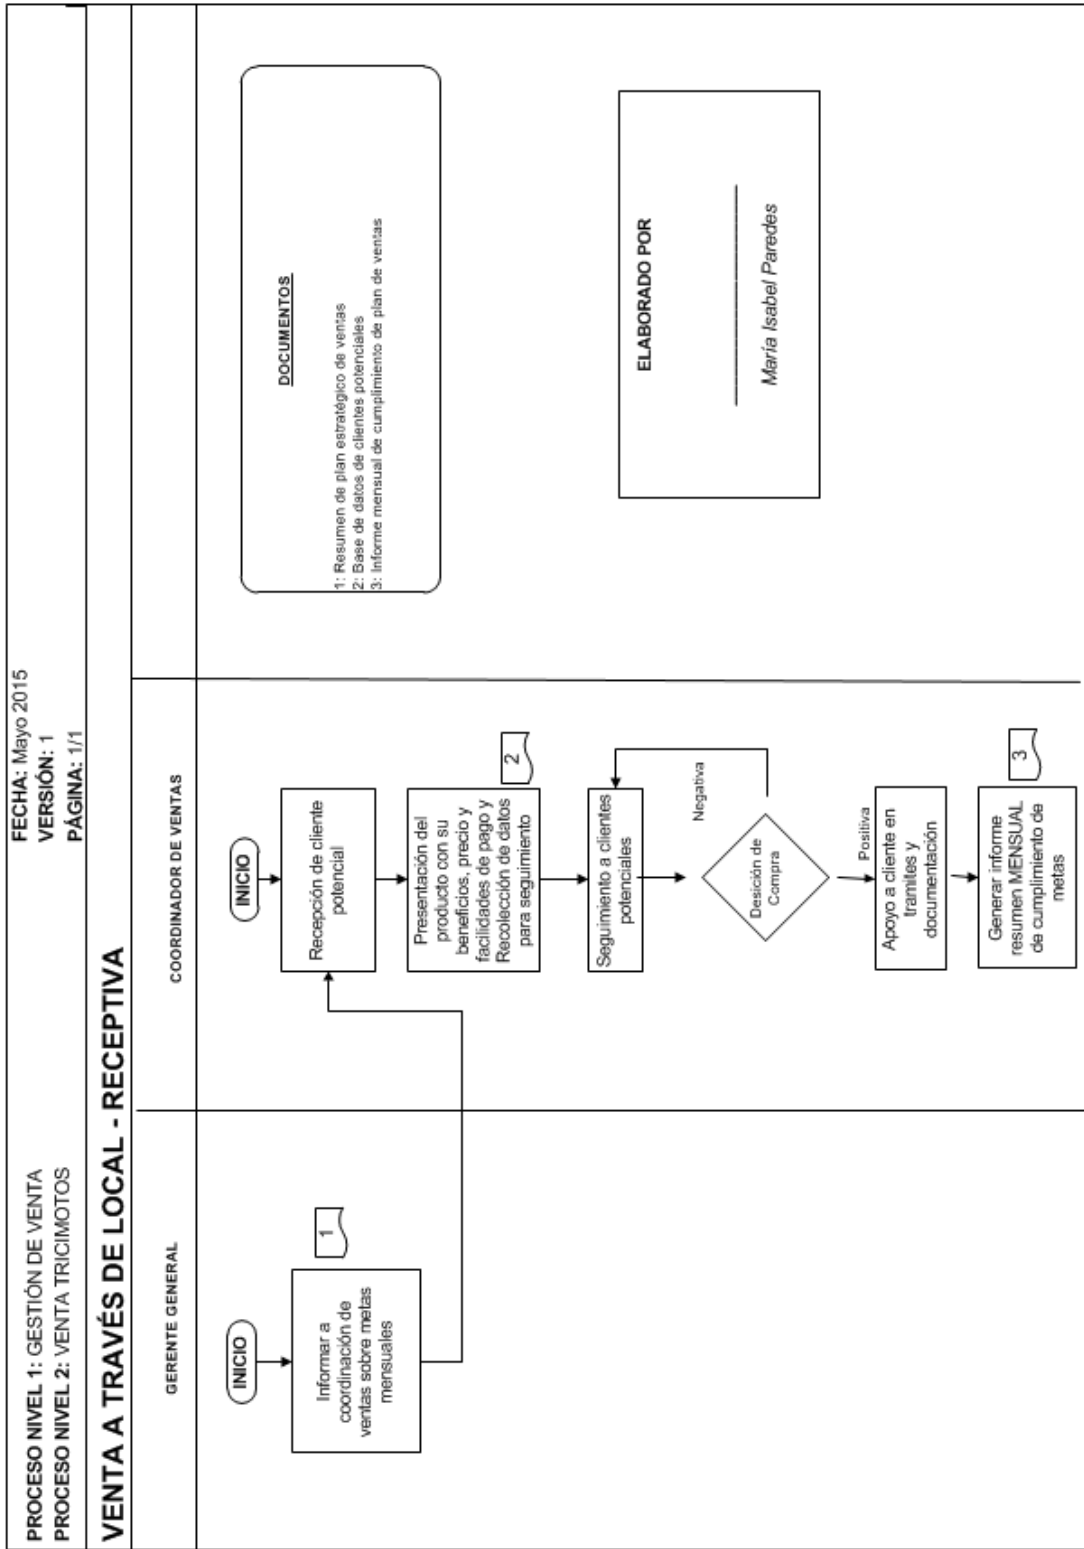 PROCESO NIVEL 1: GESTIÓN DE VENTA
PROCESO NIVEL 2: VENTA TRICIMOTOS
FECHA: Mayo 2015
VERSIÓN: 1
PÁGINA: 1/1
VENTA A TRAVÉS DE LOCAL - RECEPTIVA
GERENTE GENERAL
COORDINADOR DE VENTAS
INICIO
Informar a
coordinación de
ventas sobre metas
mensuales
1
INICIO
Recepción de cliente
potencial
Presentación del
producto con su
beneficios, precio y
facilidades de pago y
Recolección de datos
para seguimiento
2
Seguimiento a clientes
potenciales
Negativa
Desición de
Compra
Positiva
Apoyo a cliente en
tramites y
documentación
Generar informe
resumen MENSUAL
de cumplimiento de
metas
3
DOCUMENTOS
1: Resumen de plan estratégico de ventas
2: Base de datos de clientes potenciales
3: Informe mensual de cumplimiento de plan de ventas
ELABORADO POR
María Isabel Paredes